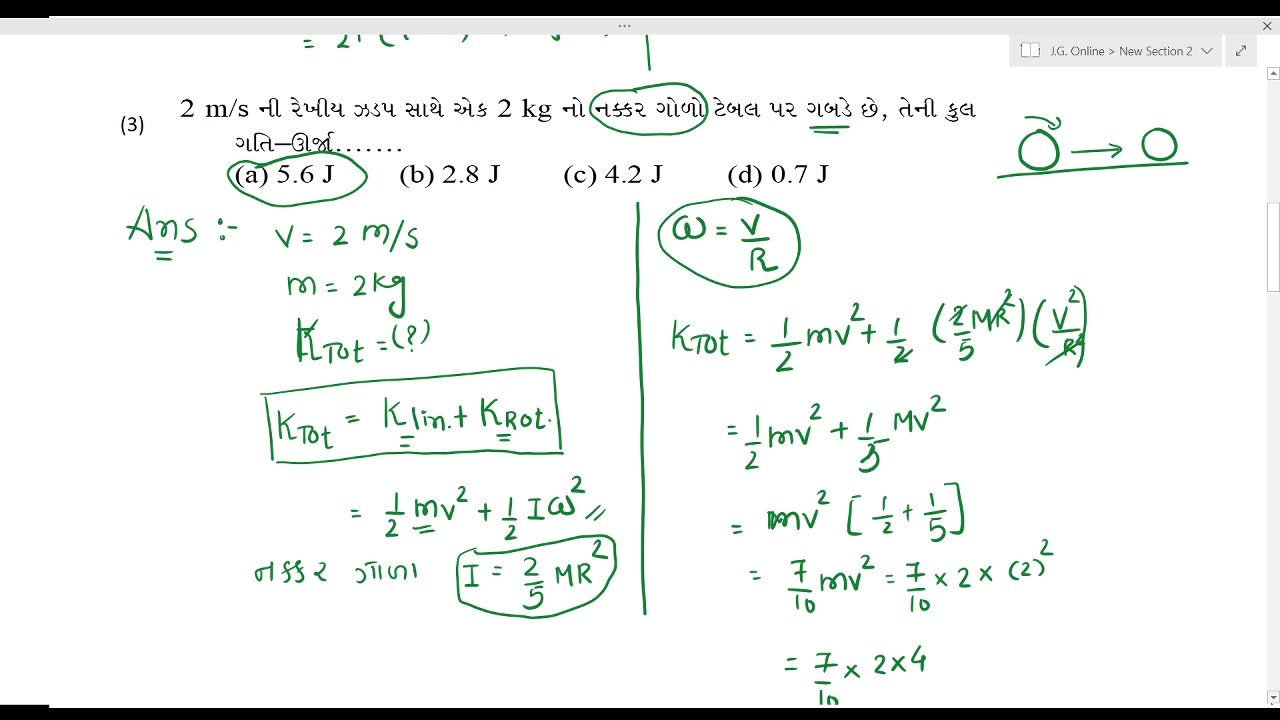 J.G. Online > New Section 2
(3) 2 m/s ની રેખીય ઝડપ સાથે એક 2 kg નો નક્કર ગોળો ટેબલ પર ગબડે છે, તેની કુલ
ગતિ–ઊર્જા.......
(a) 5.6 J (b) 2.8 J (c) 4.2 J (d) 0.7 J
Ans :-
V = 2 m/s
m = 2kg
KTot = (?)
KTot = Klin. + KRot.
= 1/2 mv² + 1/2 Iω²
નક્કર ગોળા I = 2/5 MR²
ω = V/R
KTot = 1/2 mv² + 1/2 (2/5 MR²)(V²/R²)
= 1/2 mv² + 1/5 MV²
= mv² [1/2 + 1/5]
= 7/10 mv² = 7/10 × 2 × (2)²
= 7/10 × 2×4